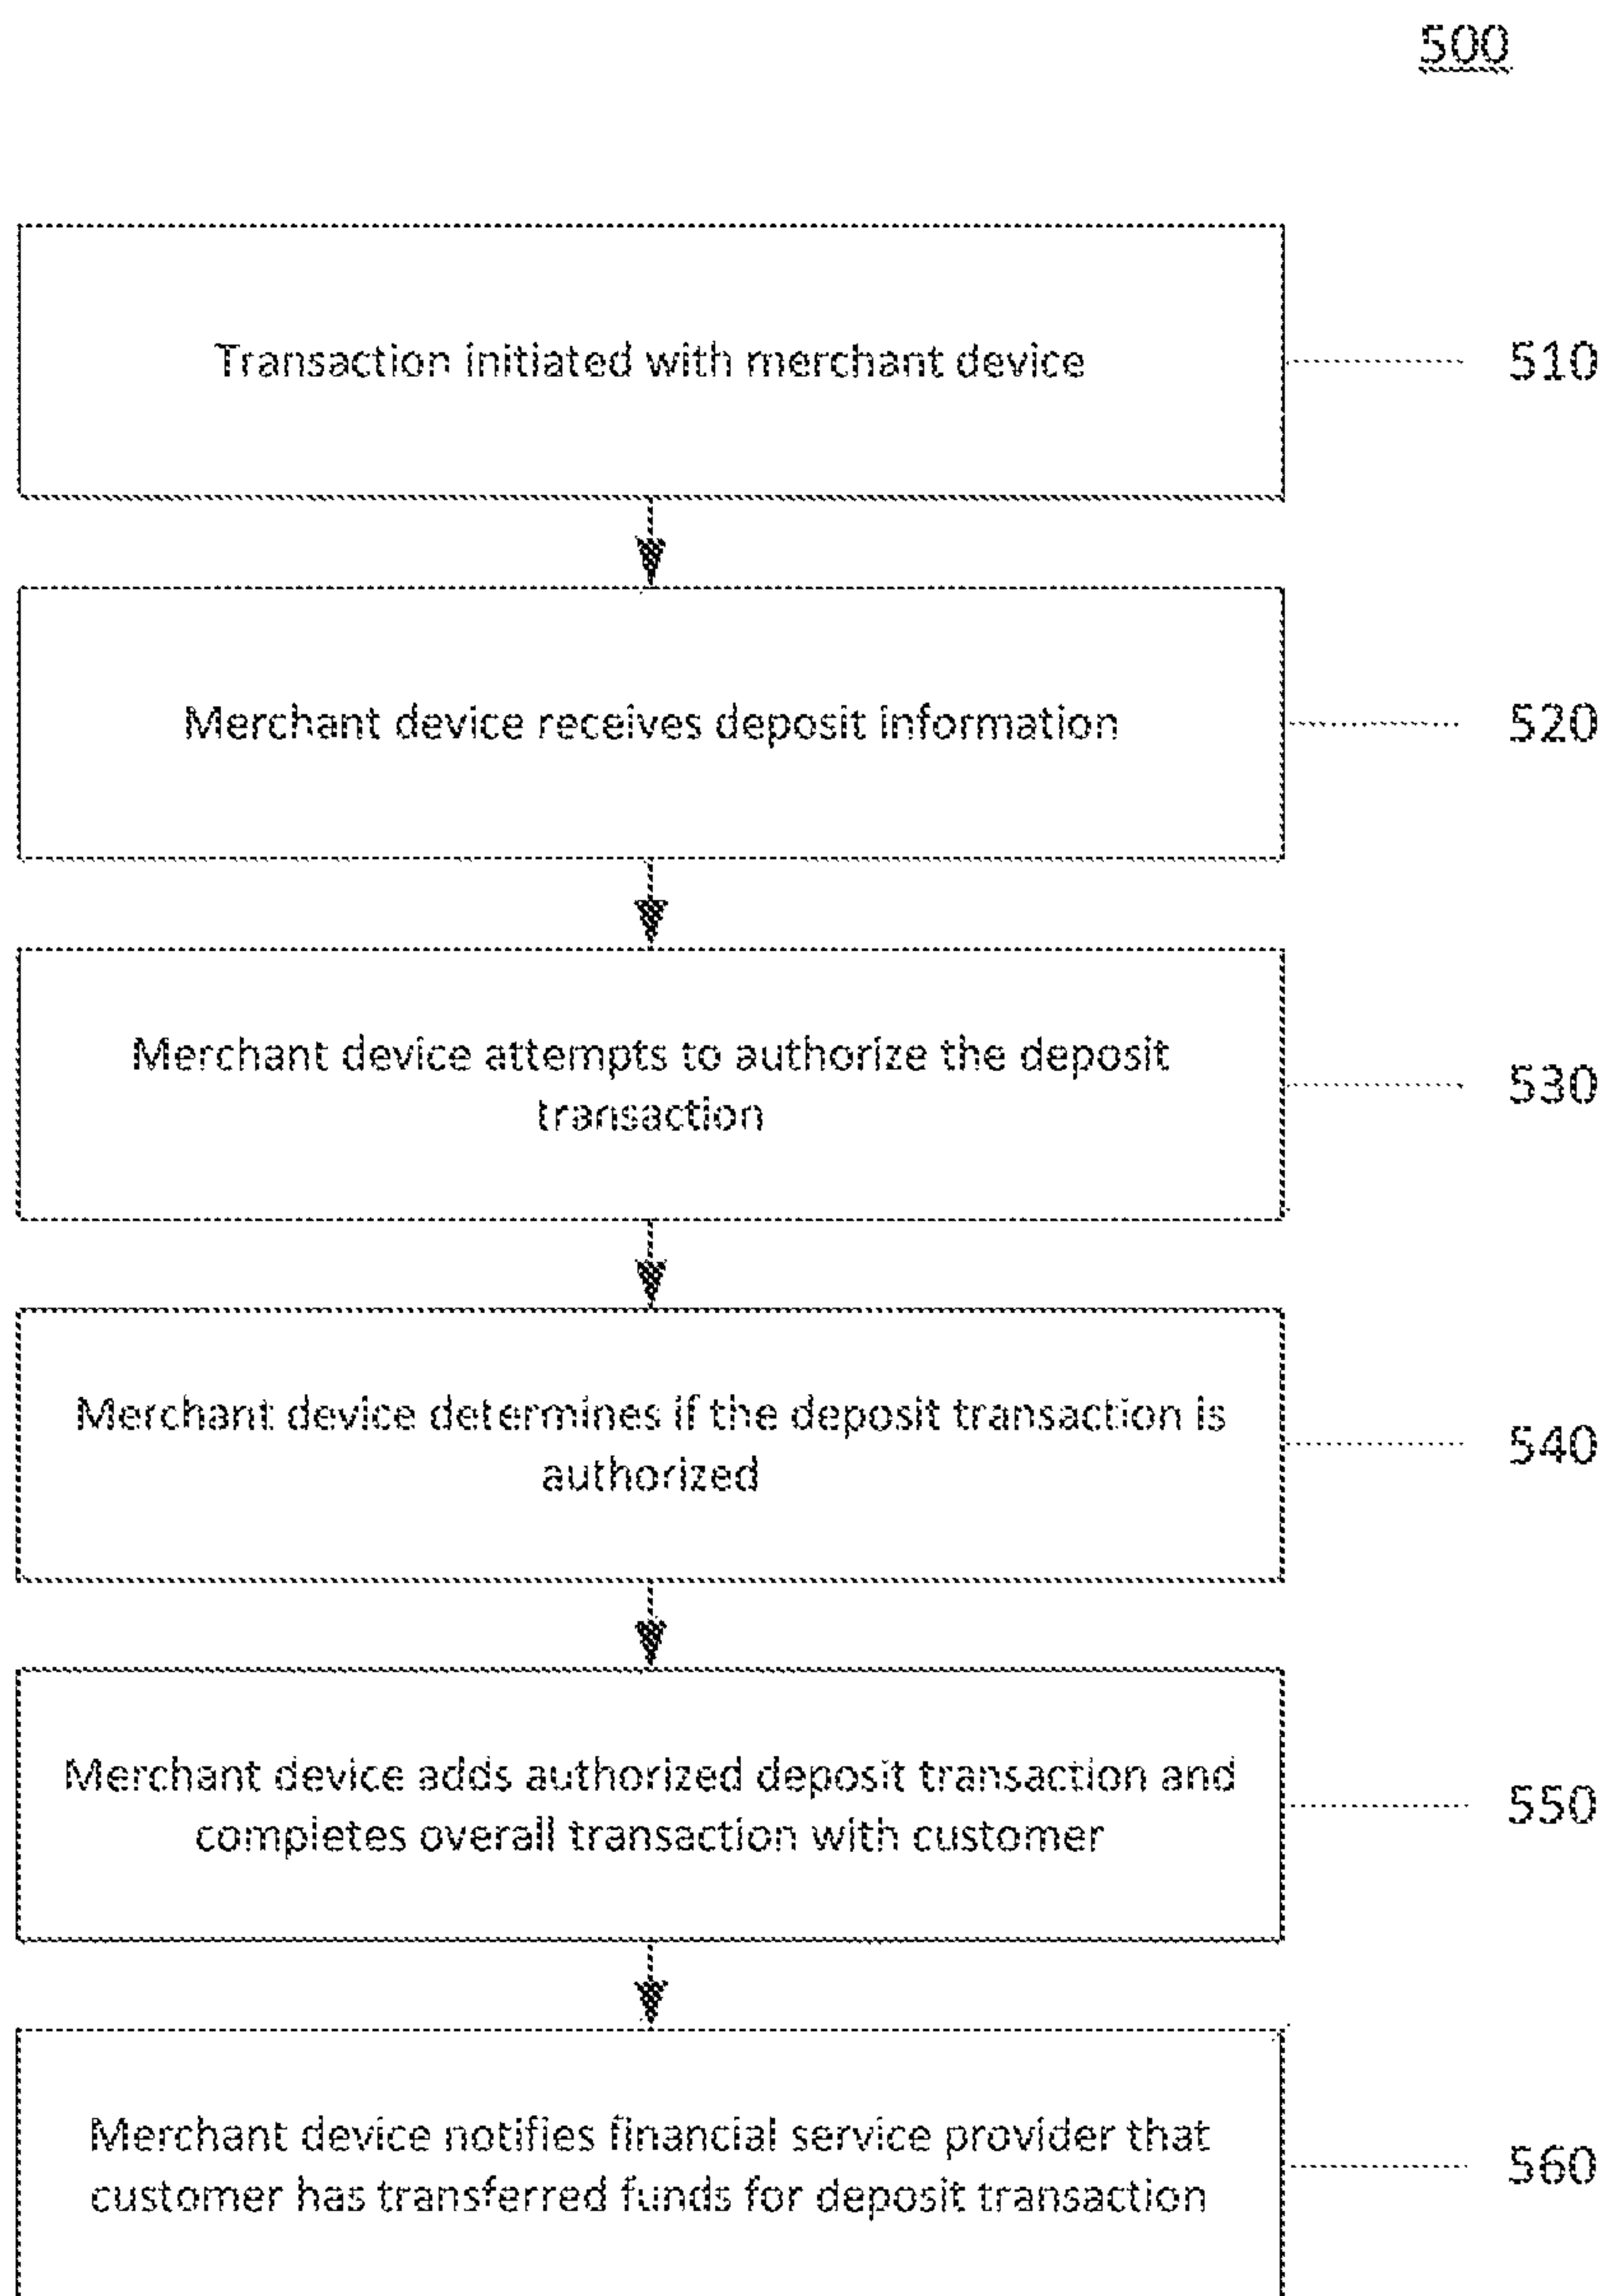 500
Transaction initiated with merchant device
510
Merchant device receives deposit information
520
Merchant device attempts to authorize the deposit
transaction
530
Merchant device determines if the deposit transaction is
authorized
540
Merchant device adds authorized deposit transaction and
completes overall transaction with customer
550
Merchant device notifies financial service provider that
customer has transferred funds for deposit transaction
560